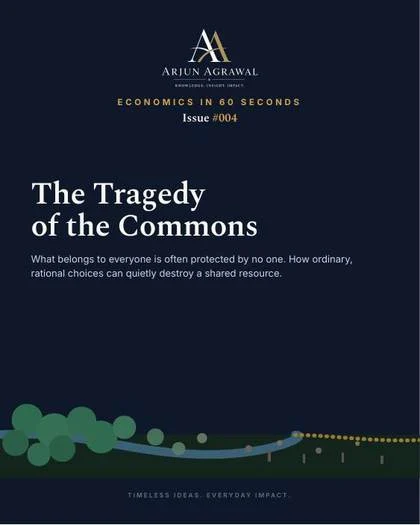 AA
ARJUN AGRAWAL
KNOWLEDGE. INSIGHT. IMPACT.
ECONOMICS IN 60 SECONDS
Issue #004
The Tragedy
of the Commons
What belongs to everyone is often protected by no one. How ordinary,
rational choices can quietly destroy a shared resource.
TIMELESS IDEAS. EVERYDAY IMPACT.